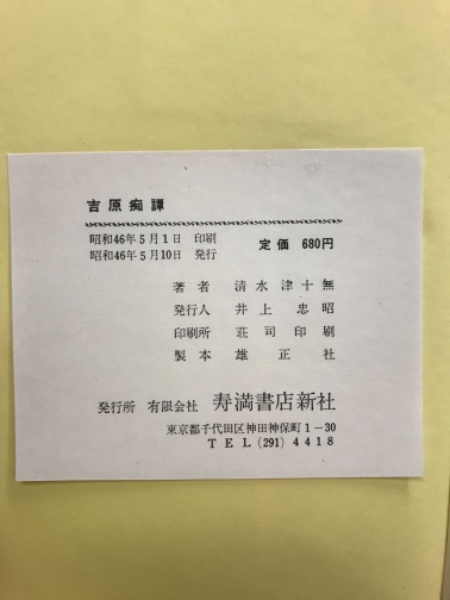 吉原痴譚
昭和46年5月1日 印刷
昭和46年5月10日 発行
定価 680円
著者 清水津十無
発行人 井上忠昭
印刷所 荘司印刷
製本 雄正社
発行所 有限会社 寿満書店新社
東京都千代田区神田神保町1−30
TEL(291)4418